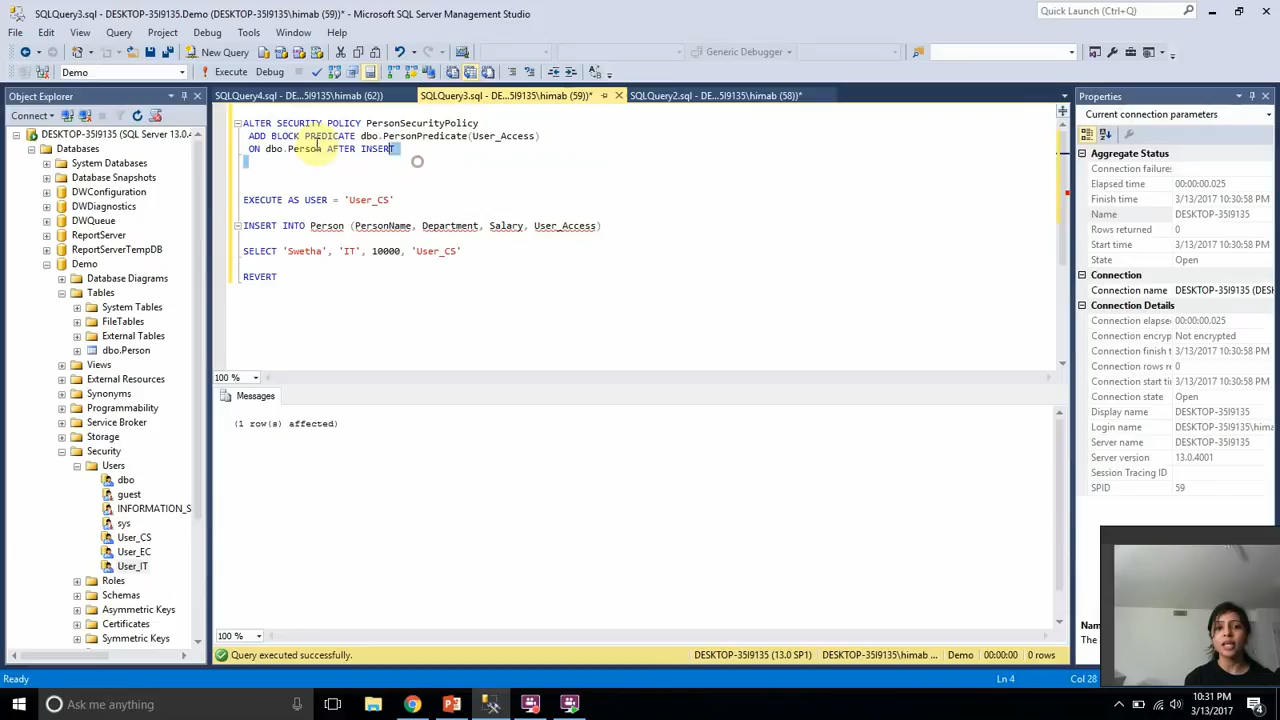 SQLQuery3.sql - DESKTOP-35I9135.Demo (DESKTOP-35I9135\himab (59))* - Microsoft SQL Server Management Studio
Quick Launch (Ctrl+Q)
File Edit View Query Project Debug Tools Window Help
New Query
Generic Debugger
Demo
Execute Debug
Object Explorer
SQLQuery4.sql - DE...5I9135\himab (62))
SQLQuery3.sql - DE...5I9135\himab (59))*
SQLQuery2.sql - DE...5I9135\himab (58))*
Properties
Connect
DESKTOP-35I9135 (SQL Server 13.0.4
Databases
System Databases
Database Snapshots
DWConfiguration
DWDiagnostics
DWQueue
ReportServer
ReportServerTempDB
Demo
Database Diagrams
Tables
System Tables
FileTables
External Tables
dbo.Person
Views
External Resources
Synonyms
Programmability
Service Broker
Storage
Security
Users
dbo
guest
INFORMATION_S
sys
User_CS
User_EC
User_IT
Roles
Schemas
Asymmetric Keys
Certificates
Symmetric Keys
ALTER SECURITY POLICY PersonSecurityPolicy
ADD BLOCK PREDICATE dbo.PersonPredicate(User_Access)
ON dbo.Person AFTER INSERT
EXECUTE AS USER = 'User_CS'
INSERT INTO Person (PersonName, Department, Salary, User_Access)
SELECT 'Swetha', 'IT', 10000, 'User_CS'
REVERT
100 %
Messages
(1 row(s) affected)
100 %
Query executed successfully.
DESKTOP-35I9135 (13.0 SP1)
DESKTOP-35I9135\himab ...
Demo
00:00:00
0 rows
Current connection parameters
Aggregate Status
Connection failures
Elapsed time 00:00:00.025
Finish time 3/13/2017 10:30:58 PM
Name DESKTOP-35I9135
Rows returned 0
Start time 3/13/2017 10:30:58 PM
State Open
Connection
Connection name DESKTOP-35I9135 (DES
Connection Details
Connection elapse 00:00:00.025
Connection encryp Not encrypted
Connection finish t 3/13/2017 10:30:58 PM
Connection rows re 0
Connection start ti 3/13/2017 10:30:58 PM
Connection state Open
Display name DESKTOP-35I9135
Login name DESKTOP-35I9135\hima
Server name DESKTOP-35I9135
Server version 13.0.4001
Session Tracing ID
SPID 59
Nam
The
Ready
Ln 4
Col 28
Ask me anything
10:31 PM
3/13/2017